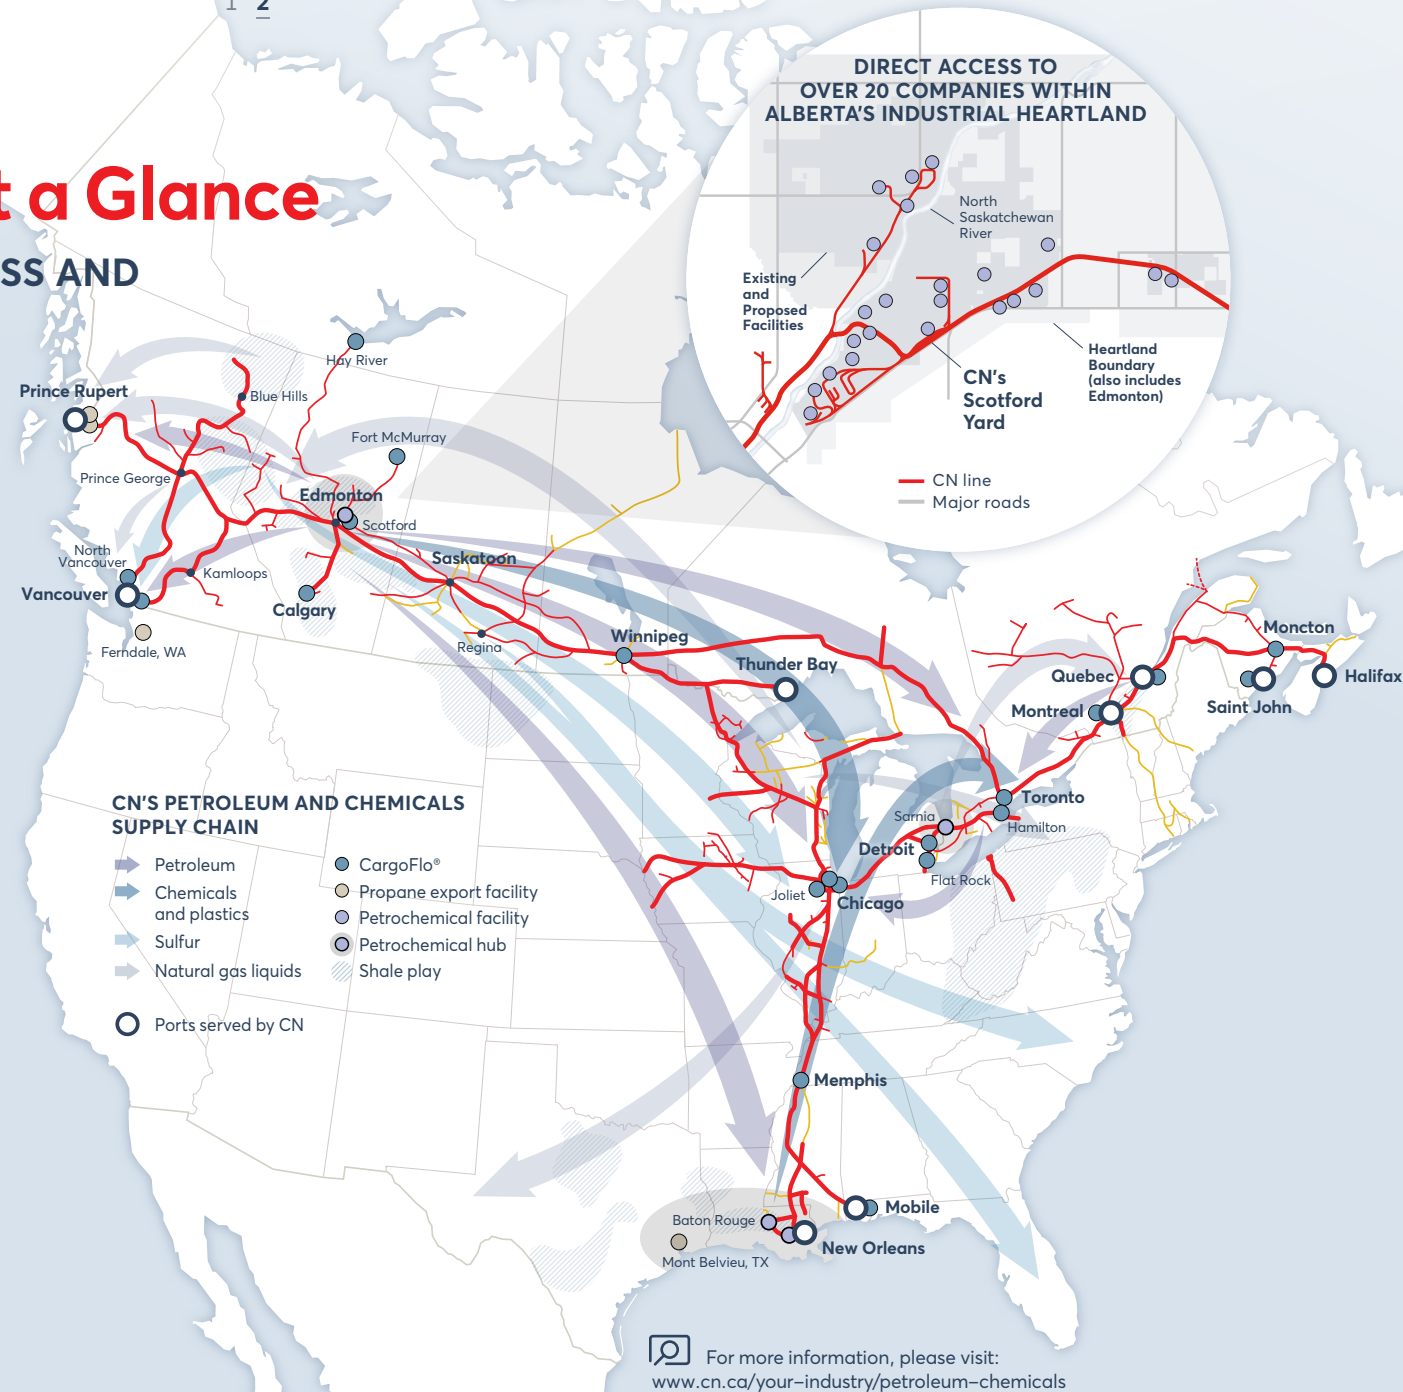 1 2
t a Glance
SS AND
DIRECT ACCESS TO
OVER 20 COMPANIES WITHIN
ALBERTA'S INDUSTRIAL HEARTLAND
North
Saskatchewan
River
Existing
and
Proposed
Facilities
CN's
Scotford
Yard
Heartland
Boundary
(also includes
Edmonton)
CN line
Major roads
Hay River
Prince Rupert
Blue Hills
Fort McMurray
Prince George
Edmonton
Scotford
North
Vancouver
Kamloops
Vancouver
Calgary
Saskatoon
Ferndale, WA
Regina
Winnipeg
Thunder Bay
Moncton
Quebec
Halifax
Montreal
Saint John
Toronto
Sarnia
Hamilton
Detroit
Flat Rock
Joliet
Chicago
CN'S PETROLEUM AND CHEMICALS
SUPPLY CHAIN
Petroleum
Chemicals
and plastics
Sulfur
Natural gas liquids
Ports served by CN
CargoFlo®
Propane export facility
Petrochemical facility
Petrochemical hub
Shale play
Memphis
Mobile
Baton Rouge
New Orleans
Mont Belvieu, TX
For more information, please visit:
www.cn.ca/your-industry/petroleum-chemicals